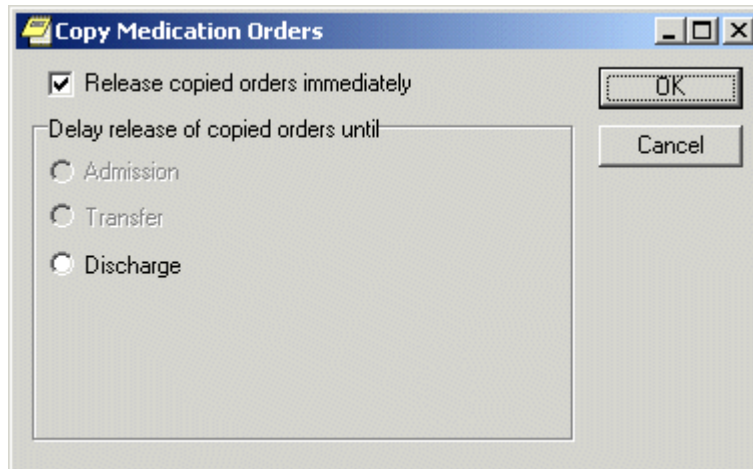 Copy Medication Orders
Release copied orders immediately
OK
Delay release of copied orders until
Cancel
Admission
Transfer
Discharge